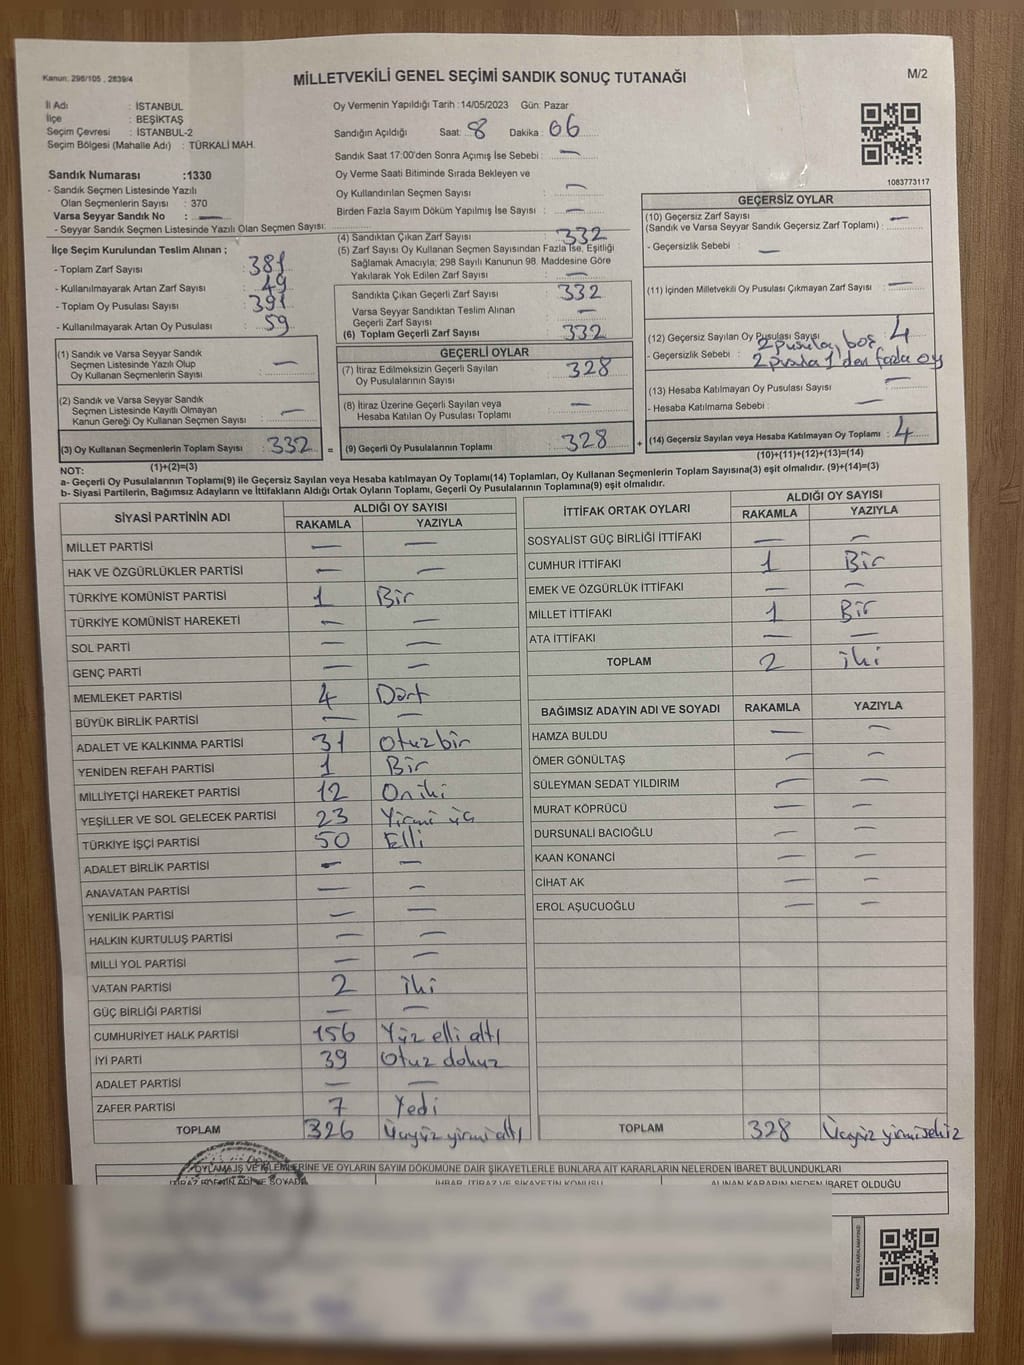 Kanun: 298/105 , 2839/4
MİLLETVEKİLİ GENEL SEÇİMİ SANDIK SONUÇ TUTANAĞI
M/2
İl Adı : İSTANBUL
İlçe : BEŞİKTAŞ
Seçim Çevresi : İSTANBUL-2
Seçim Bölgesi (Mahalle Adı) : TÜRKALİ MAH.
Sandık Numarası :1330
- Sandık Seçmen Listesinde Yazılı
Olan Seçmenlerin Sayısı : 370
Varsa Seyyar Sandık No : —
- Seyyar Sandık Seçmen Listesinde Yazılı Olan Seçmen Sayısı:
Oy Vermenin Yapıldığı Tarih :14/05/2023 Gün: Pazar
Sandığın Açıldığı Saat: 8 Dakika : 06
Sandık Saat 17:00'den Sonra Açımış İse Sebebi : —
Oy Verme Saati Bitiminde Sırada Bekleyen ve
Oy Kullandırılan Seçmen Sayısı : —
Birden Fazla Sayım Döküm Yapılmış İse Sayısı : —
1083773117
İlçe Seçim Kurulundan Teslim Alınan ;
- Toplam Zarf Sayısı : 381
- Kullanılmayarak Artan Zarf Sayısı : 49
- Toplam Oy Pusulası Sayısı : 391
- Kullanılmayarak Artan Oy Pusulası : 59
(1) Sandık ve Varsa Seyyar Sandık
Seçmen Listesinde Yazılı Olup
Oy Kullanan Seçmenlerin Sayısı —
(2) Sandık ve Varsa Seyyar Sandık
Seçmen Listesinde Kayıtlı Olmayan
Kanun Gereği Oy Kullanan Seçmen Sayısı —
(3) Oy Kullanan Seçmenlerin Toplam Sayısı 332
(1)+(2)=(3)
(4) Sandıktan Çıkan Zarf Sayısı : 332
(5) Zarf Sayısı Oy Kullanan Seçmen Sayısından Fazla İse, Eşitliği
Sağlamak Amacıyla; 298 Sayılı Kanunun 98. Maddesine Göre
Yakılarak Yok Edilen Zarf Sayısı : —
Sandıkta Çıkan Geçerli Zarf Sayısı : 332
Varsa Seyyar Sandıktan Teslim Alınan
Geçerli Zarf Sayısı : —
(6) Toplam Geçerli Zarf Sayısı : 332
GEÇERLİ OYLAR
(7) İtiraz Edilmeksizin Geçerli Sayılan
Oy Pusulalarının Sayısı 328
(8) İtiraz Üzerine Geçerli Sayılan veya
Hesaba Katılan Oy Pusulası Toplamı —
= (9) Geçerli Oy Pusulalarının Toplamı 328
GEÇERSİZ OYLAR
(10) Geçersiz Zarf Sayısı
(Sandık ve Varsa Seyyar Sandık Geçersiz Zarf Toplamı) : —
- Geçersizlik Sebebi : —
(11) İçinden Milletvekili Oy Pusulası Çıkmayan Zarf Sayısı : —
(12) Geçersiz Sayılan Oy Pusulası Sayısı 4
- Geçersizlik Sebebi : 2 pusula boş,
2 pusula 1'den fazla oy
(13) Hesaba Katılmayan Oy Pusulası Sayısı —
- Hesaba Katılmama Sebebi : —
+ (14) Geçersiz Sayılan veya Hesaba Katılmayan Oy Toplamı : 4
(10)+(11)+(12)+(13)=(14)
NOT:
a- Geçerli Oy Pusulalarının Toplamı(9) ile Geçersiz Sayılan veya Hesaba katılmayan Oy Toplamı(14) Toplamları, Oy Kullanan Seçmenlerin Toplam Sayısına(3) eşit olmalıdır. (9)+(14)=(3)
b- Siyasi Partilerin, Bağımsız Adayların ve İttifakların Aldığı Ortak Oyların Toplamı, Geçerli Oy Pusulalarının Toplamına(9) eşit olmalıdır.
SİYASİ PARTİNİN ADI ALDIĞI OY SAYISI
RAKAMLA YAZIYLA
MİLLET PARTİSİ — —
HAK VE ÖZGÜRLÜKLER PARTİSİ — —
TÜRKİYE KOMÜNİST PARTİSİ 1 Bir
TÜRKİYE KOMÜNİST HAREKETİ — —
SOL PARTİ — —
GENÇ PARTİ — —
MEMLEKET PARTİSİ 4 Dört
BÜYÜK BİRLİK PARTİSİ — —
ADALET VE KALKINMA PARTİSİ 31 Otuzbir
YENİDEN REFAH PARTİSİ 1 Bir
MİLLİYETÇİ HAREKET PARTİSİ 12 Oniki
YEŞİLLER VE SOL GELECEK PARTİSİ 23 Yirmi üç
TÜRKİYE İŞÇİ PARTİSİ 50 Elli
ADALET BİRLİK PARTİSİ — —
ANAVATAN PARTİSİ — —
YENİLİK PARTİSİ — —
HALKIN KURTULUŞ PARTİSİ — —
MİLLİ YOL PARTİSİ — —
VATAN PARTİSİ 2 iki
GÜÇ BİRLİĞİ PARTİSİ — —
CUMHURİYET HALK PARTİSİ 156 Yüz elli altı
İYİ PARTİ 39 Otuz dokuz
ADALET PARTİSİ — —
ZAFER PARTİSİ 7 Yedi
TOPLAM 326 Üçyüz yirmi altı
İTTİFAK ORTAK OYLARI ALDIĞI OY SAYISI
RAKAMLA YAZIYLA
SOSYALİST GÜÇ BİRLİĞİ İTTİFAKI — —
CUMHUR İTTİFAKI 1 Bir
EMEK VE ÖZGÜRLÜK İTTİFAKI — —
MİLLET İTTİFAKI 1 Bir
ATA İTTİFAKI — —
TOPLAM 2 iki
BAĞIMSIZ ADAYIN ADI VE SOYADI RAKAMLA YAZIYLA
HAMZA BULDU — —
ÖMER GÖNÜLTAŞ — —
SÜLEYMAN SEDAT YILDIRIM — —
MURAT KÖPRÜCÜ — —
DURSUNALİ BACIOĞLU — —
KAAN KONANCİ — —
CİHAT AK — —
EROL AŞUCUOĞLU — —
TOPLAM 328 Üçyüz yirmisekiz
OYLAMA İŞ VE İŞLEMLERİNE VE OYLARIN SAYIM DÖKÜMÜNE DAİR ŞİKAYETLERLE BUNLARA AİT KARARLARIN NELERDEN İBARET BULUNDUKLARI
İTİRAZ EDENİN ADI VE SOYADI İHBAR, İTİRAZ VE ŞİKAYETİN KONUSU ALINAN KARARIN NEDEN İBARET OLDUĞU